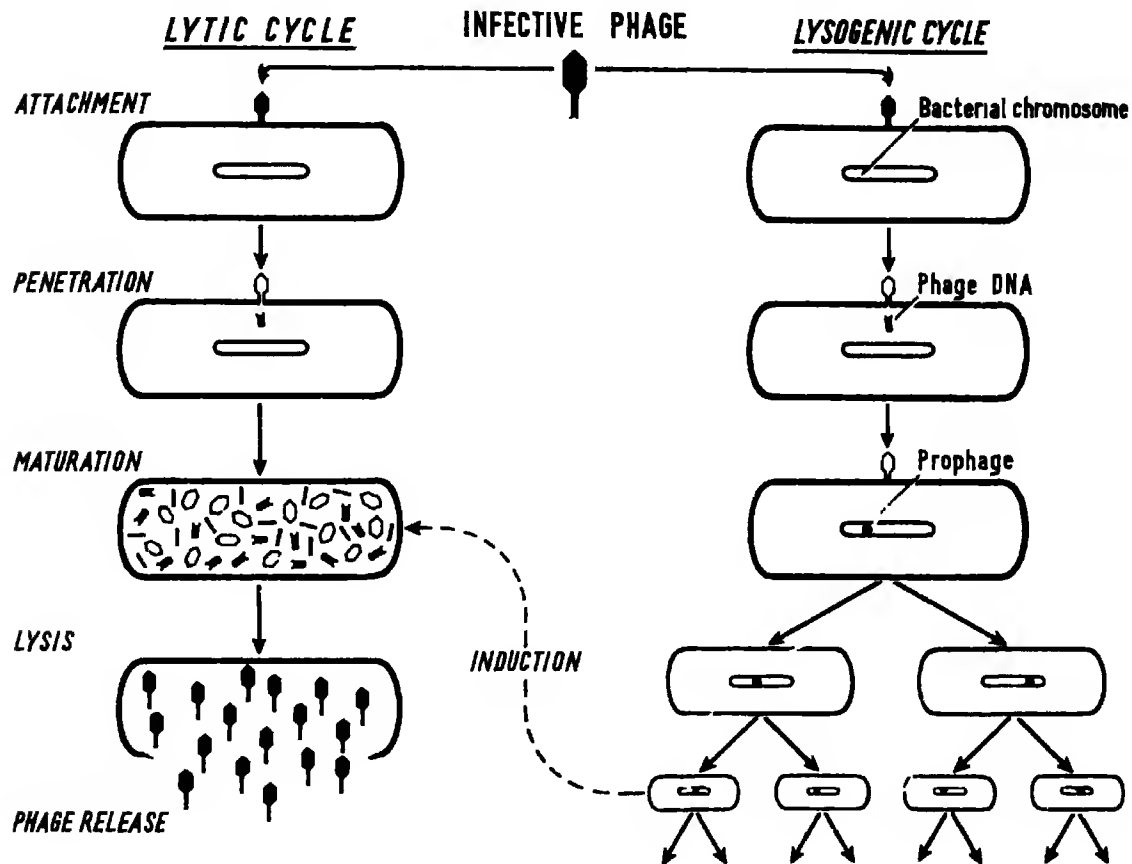 LYTIC CYCLE
INFECTIVE PHAGE
LYSOGENIC CYCLE
ATTACHMENT
Bacterial chromosome
PENETRATION
Phage DNA
MATURATION
Prophage
LYSIS
INDUCTION
PHAGE RELEASE